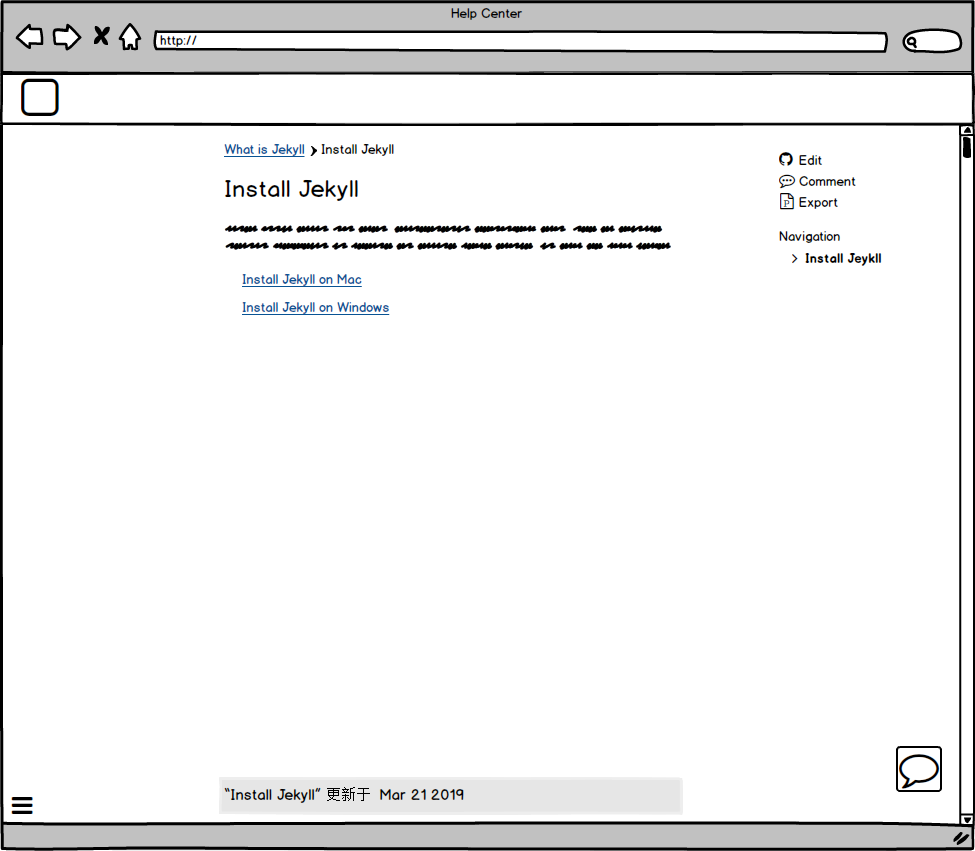 Help Center
http://
What is Jekyll > Install Jekyll
Install Jekyll
Install Jekyll on Mac
Install Jekyll on Windows
Edit
Comment
Export
Navigation
> Install Jeykll
“Install Jekyll” 更新于 Mar 21 2019